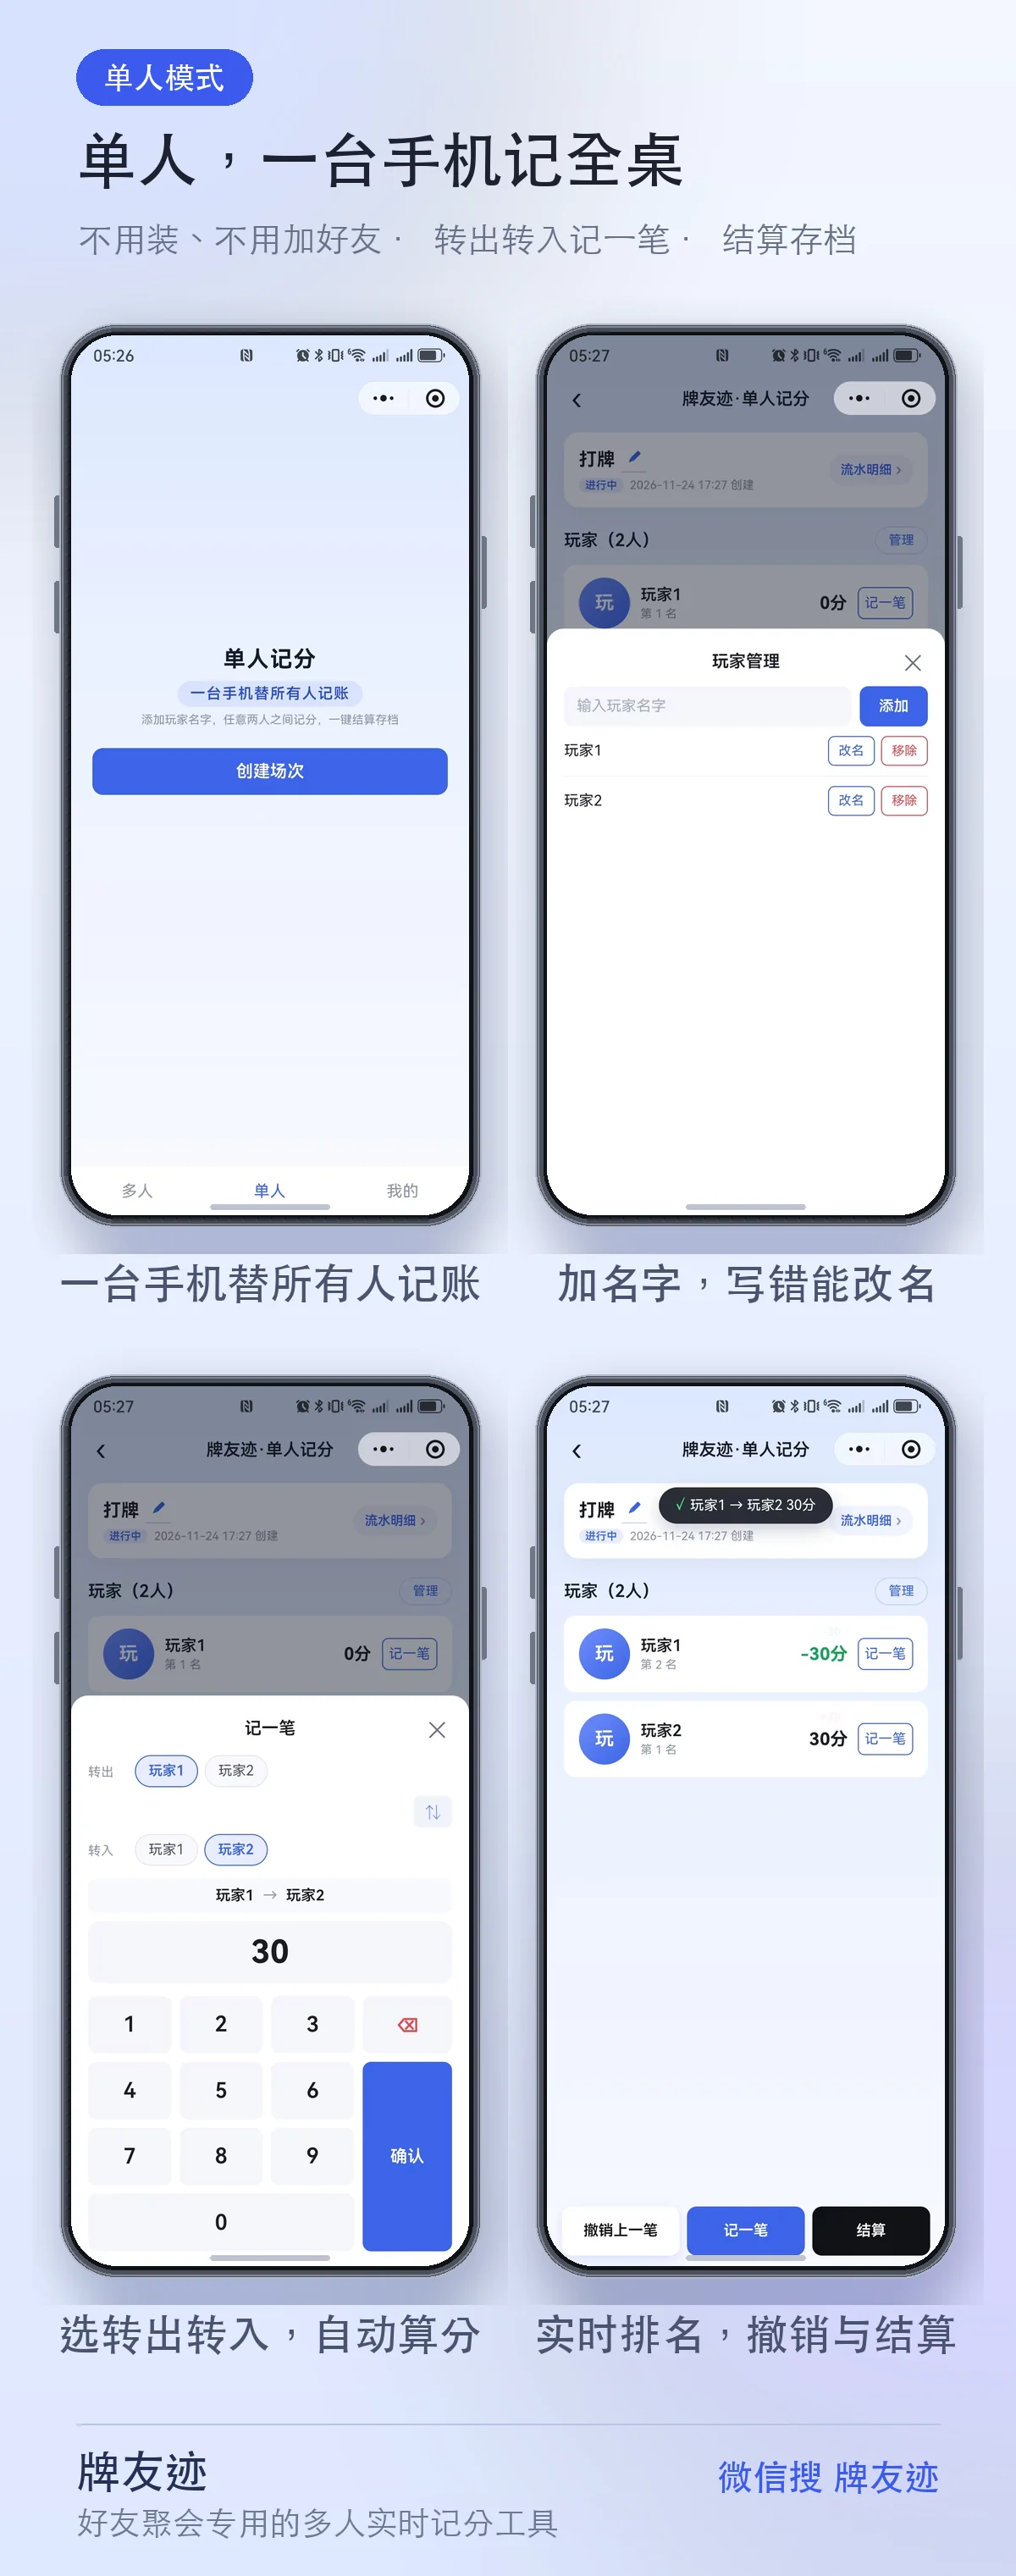 单人模式
单人，一台手机记全桌
不用装、不用加好友 · 转出转入记一笔 · 结算存档
05:26
单人记分
一台手机替所有人记账
添加玩家名字，任意两人之间记分，一键结算存档
创建场次
多人 单人 我的
05:27
牌友迹·单人记分
打牌
流水明细 ›
进行中 2026-11-24 17:27 创建
玩家（2人） 管理
玩 玩家1 0分 记一笔
第 1 名
玩家管理
输入玩家名字 添加
玩家1 改名 移除
玩家2 改名 移除
一台手机替所有人记账
加名字，写错能改名
05:27
牌友迹·单人记分
打牌
流水明细 ›
进行中 2026-11-24 17:27 创建
玩家（2人） 管理
玩 玩家1 0分 记一笔
第 1 名
记一笔
转出 玩家1 玩家2
转入 玩家1 玩家2
玩家1 → 玩家2
30
1 2 3
4 5 6
7 8 9 确认
0
05:27
牌友迹·单人记分
打牌
✓ 玩家1 → 玩家2 30分
流水明细 ›
进行中 2026-11-24 17:27 创建
玩家（2人） 管理
玩 玩家1 -30分 记一笔
第 2 名
玩 玩家2 30分 记一笔
第 1 名
撤销上一笔 记一笔 结算
选转出转入，自动算分
实时排名，撤销与结算
牌友迹
微信搜 牌友迹
好友聚会专用的多人实时记分工具